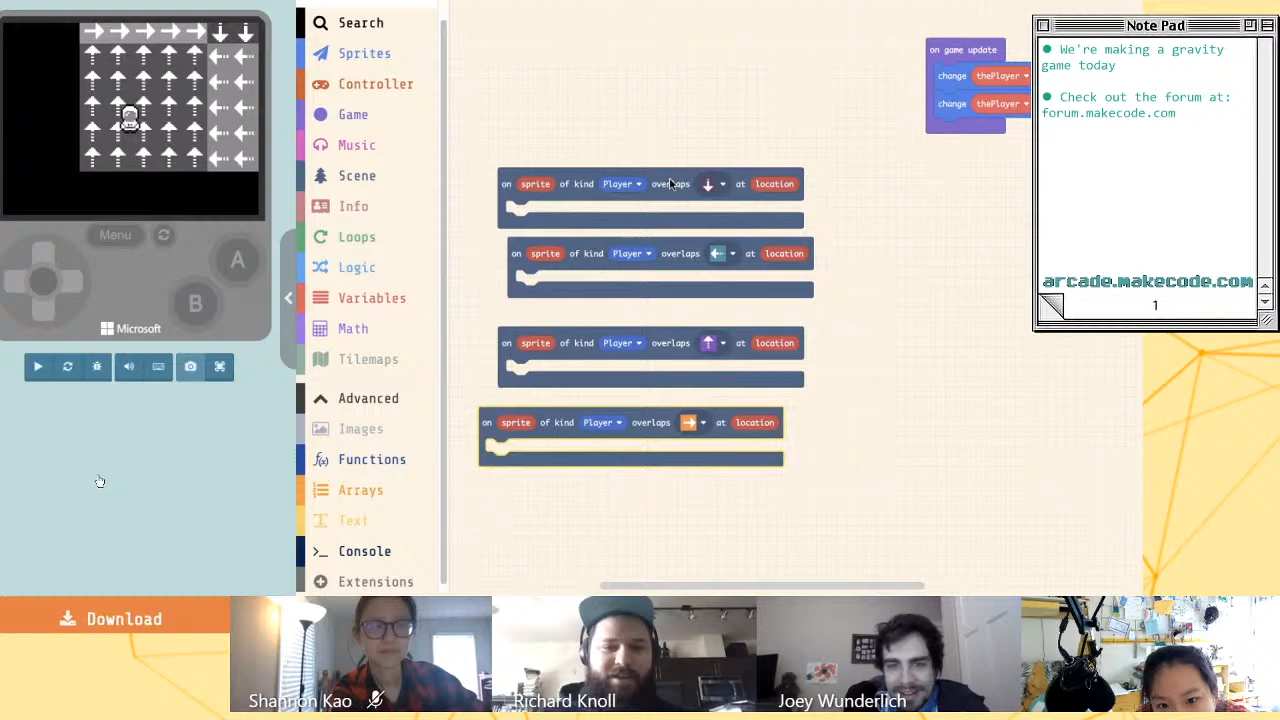 Menu
A
B
Microsoft
Download
Search
Sprites
Controller
Game
Music
Scene
Info
Loops
Logic
Variables
Math
Tilemaps
Advanced
Images
Functions
Arrays
Text
Console
Extensions
on sprite of kind Player overlaps at location
on sprite of kind Player overlaps at location
on sprite of kind Player overlaps at location
on sprite of kind Player overlaps at location
on game update
change thePlayer
change thePlayer
Note Pad
We're making a gravity
game today
Check out the forum at:
forum.makecode.com
arcade.makecode.com
1
Shannon Kao
Richard Knoll
Joey Wunderlich